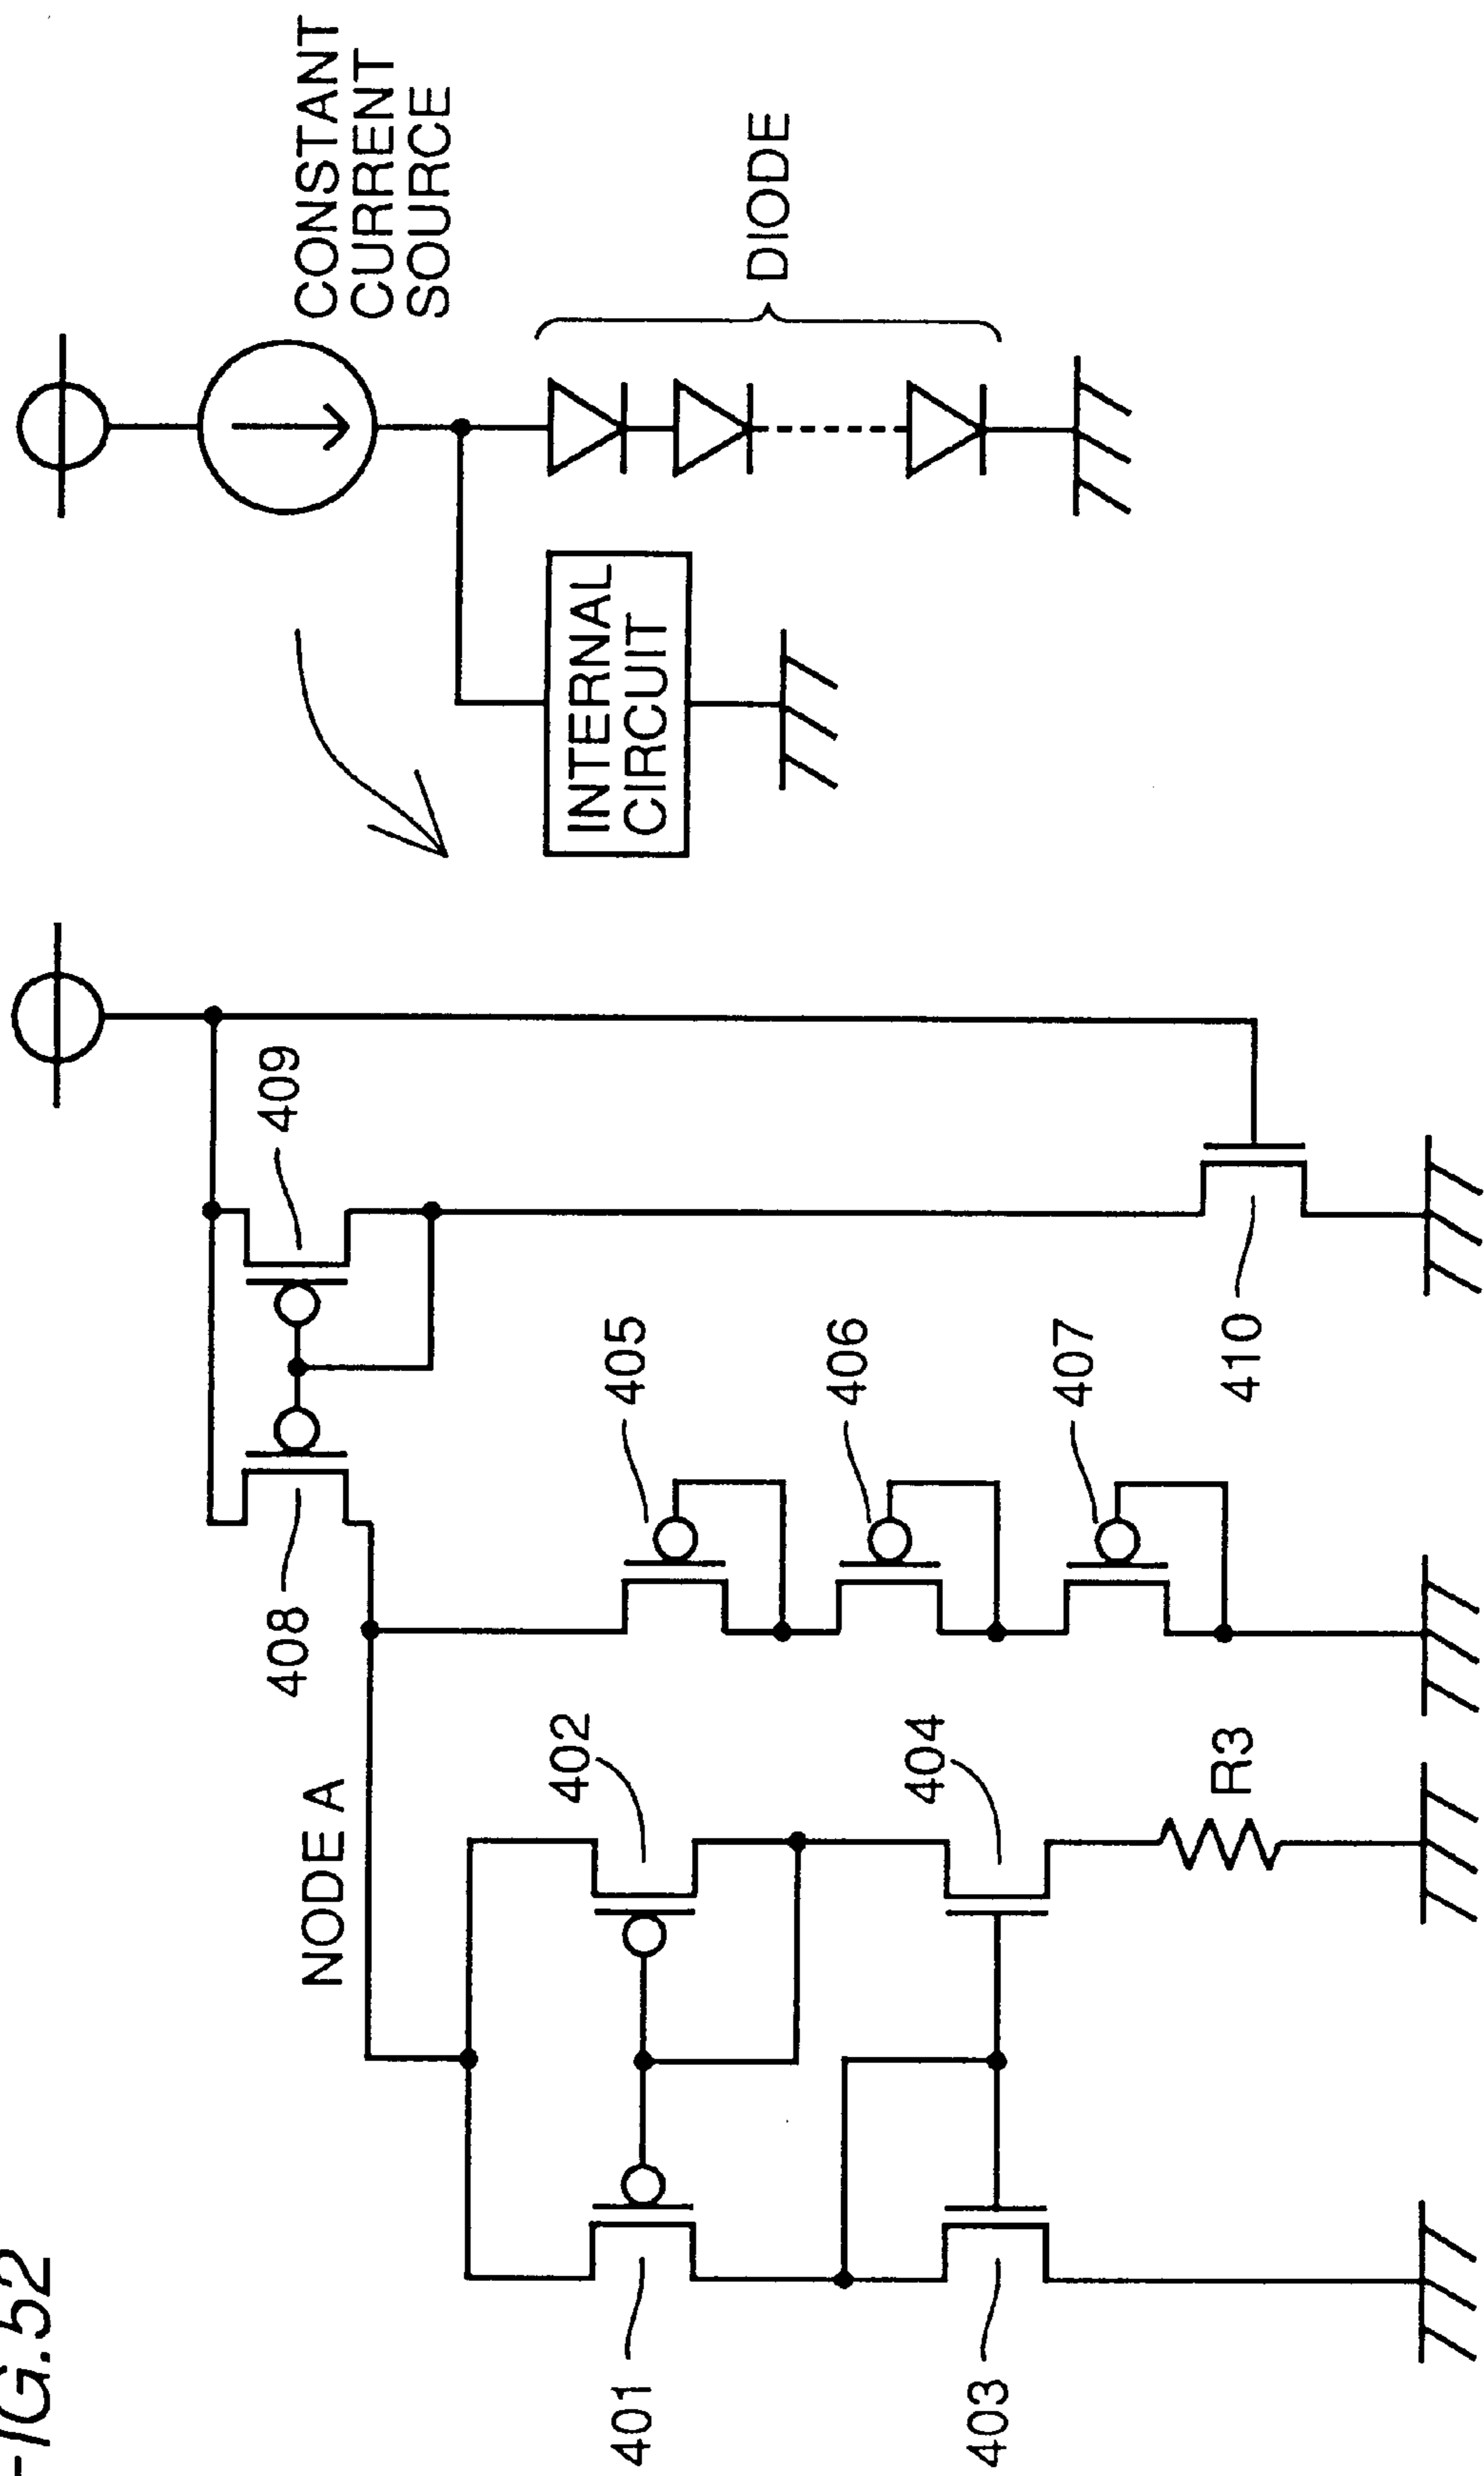 FIG.52
NODE A
401
402
403
404
R3
405
406
407
408
409
410
INTERNAL
CIRCUIT
CONSTANT
CURRENT
SOURCE
DIODE